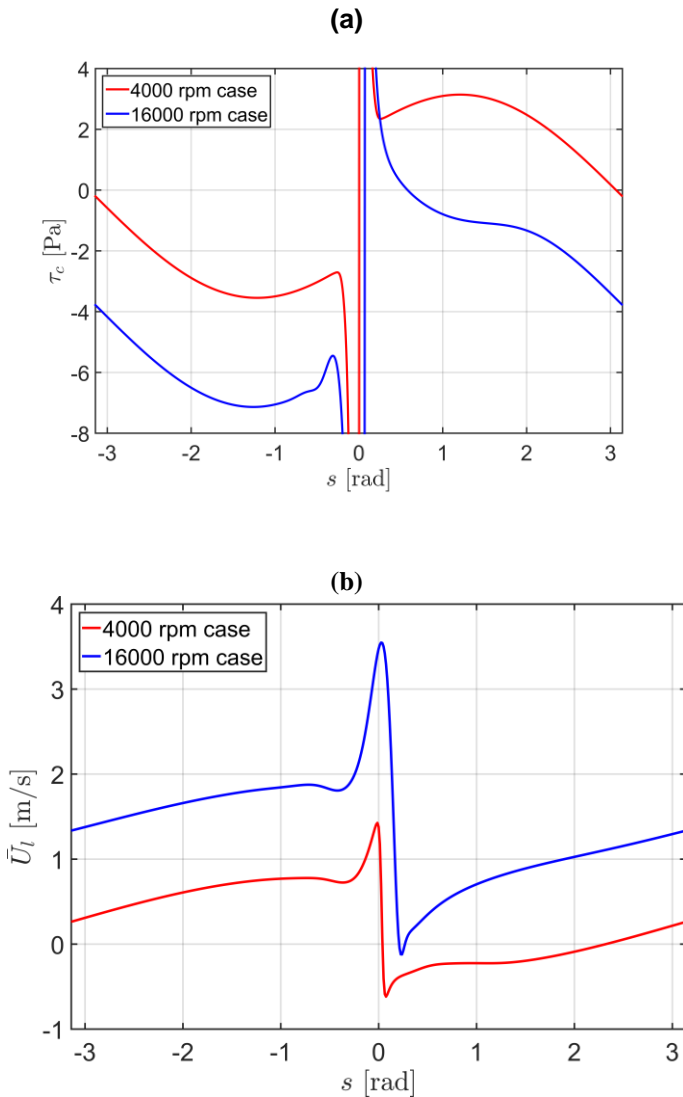 (a)
4000 rpm case
16000 rpm case
4
2
0
-2
-4
-6
-8
τc [Pa]
-3 -2 -1 0 1 2 3
s [rad]
(b)
4000 rpm case
16000 rpm case
4
3
2
1
0
-1
Ūl [m/s]
-3 -2 -1 0 1 2 3
s [rad]